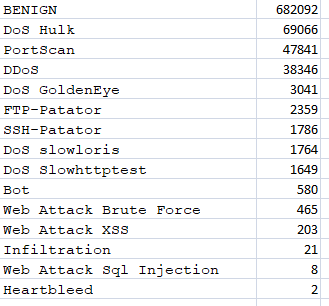 BENIGN 682092
DoS Hulk 69066
PortScan 47841
DDoS 38346
DoS GoldenEye 3041
FTP-Patator 2359
SSH-Patator 1786
DoS slowloris 1764
DoS Slowhttptest 1649
Bot 580
Web Attack Brute Force 465
Web Attack XSS 203
Infiltration 21
Web Attack Sql Injection 8
Heartbleed 2